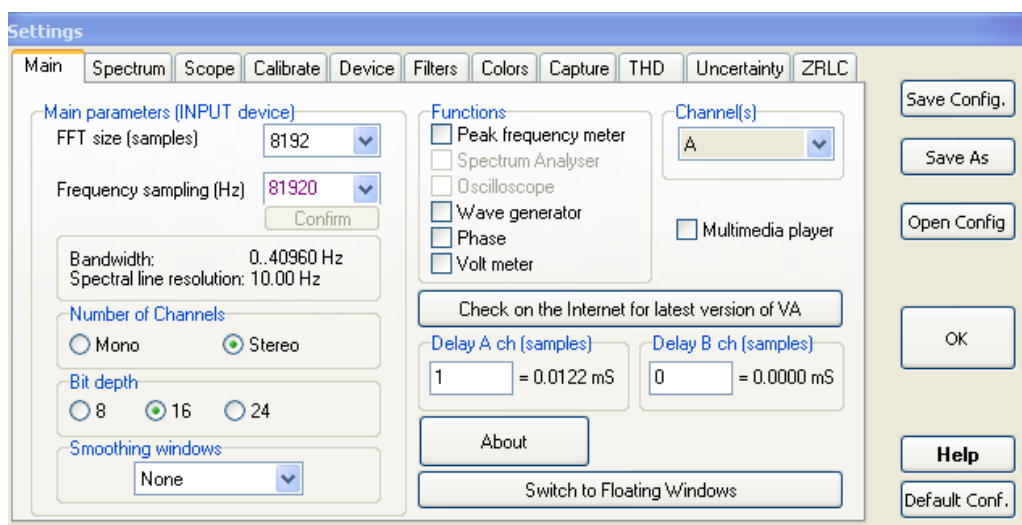 Settings
Main Spectrum Scope Calibrate Device Filters Colors Capture THD Uncertainty ZRLC
Main parameters (INPUT device)
FFT size (samples) 8192
Frequency sampling (Hz) 81920
Confirm
Bandwidth: 0..40960 Hz
Spectral line resolution: 10.00 Hz
Number of Channels
Mono Stereo
Bit depth
8 16 24
Smoothing windows
None
Functions
Peak frequency meter
Spectrum Analyser
Oscilloscope
Wave generator
Phase
Volt meter
Channel(s)
A
Multimedia player
Check on the Internet for latest version of VA
Delay A ch (samples)
1 = 0.0122 mS
Delay B ch (samples)
0 = 0.0000 mS
About
Switch to Floating Windows
Save Config.
Save As
Open Config
OK
Help
Default Conf.